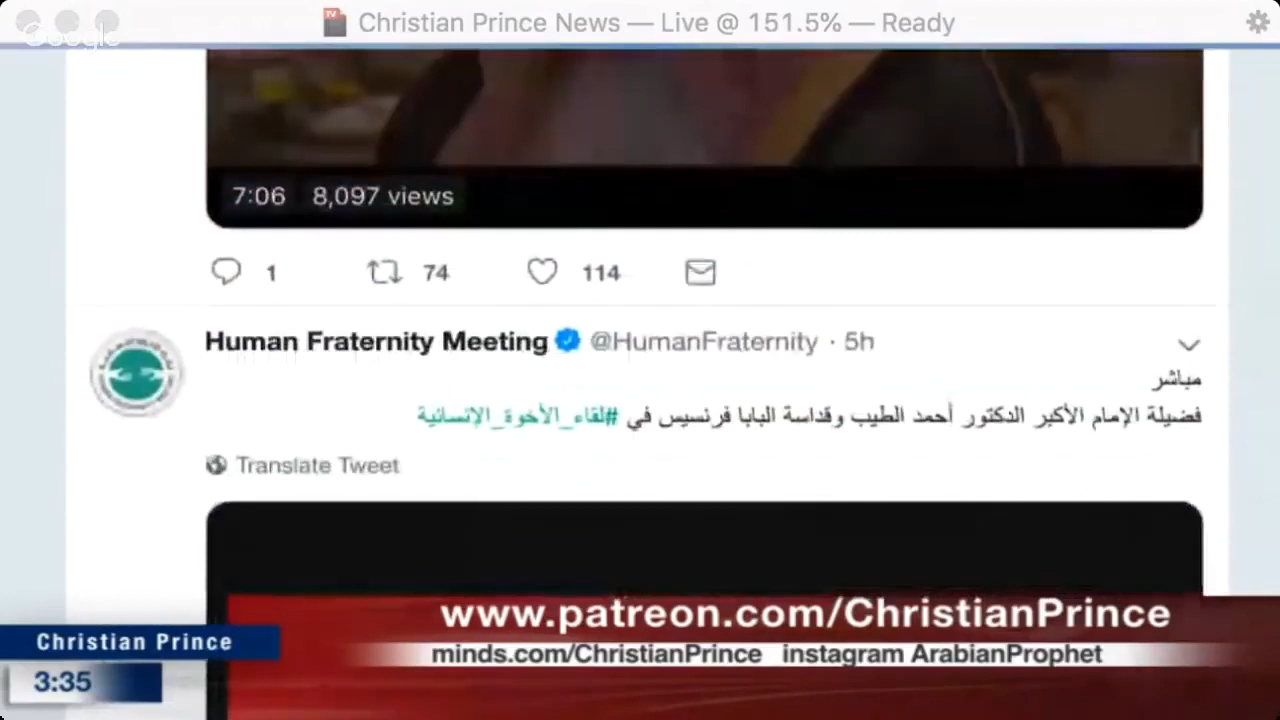 Christian Prince News — Live @ 151.5% — Ready
Google
7:06 8,097 views
1 74 114
Human Fraternity Meeting @HumanFraternity · 5h
مباشر
فضيلة الإمام الأكبر الدكتور أحمد الطيب وقداسة البابا فرنسيس في #لقاء_الأخوة_الإنسانية
Translate Tweet
www.patreon.com/ChristianPrince
Christian Prince
minds.com/ChristianPrince instagram ArabianProphet
3:35